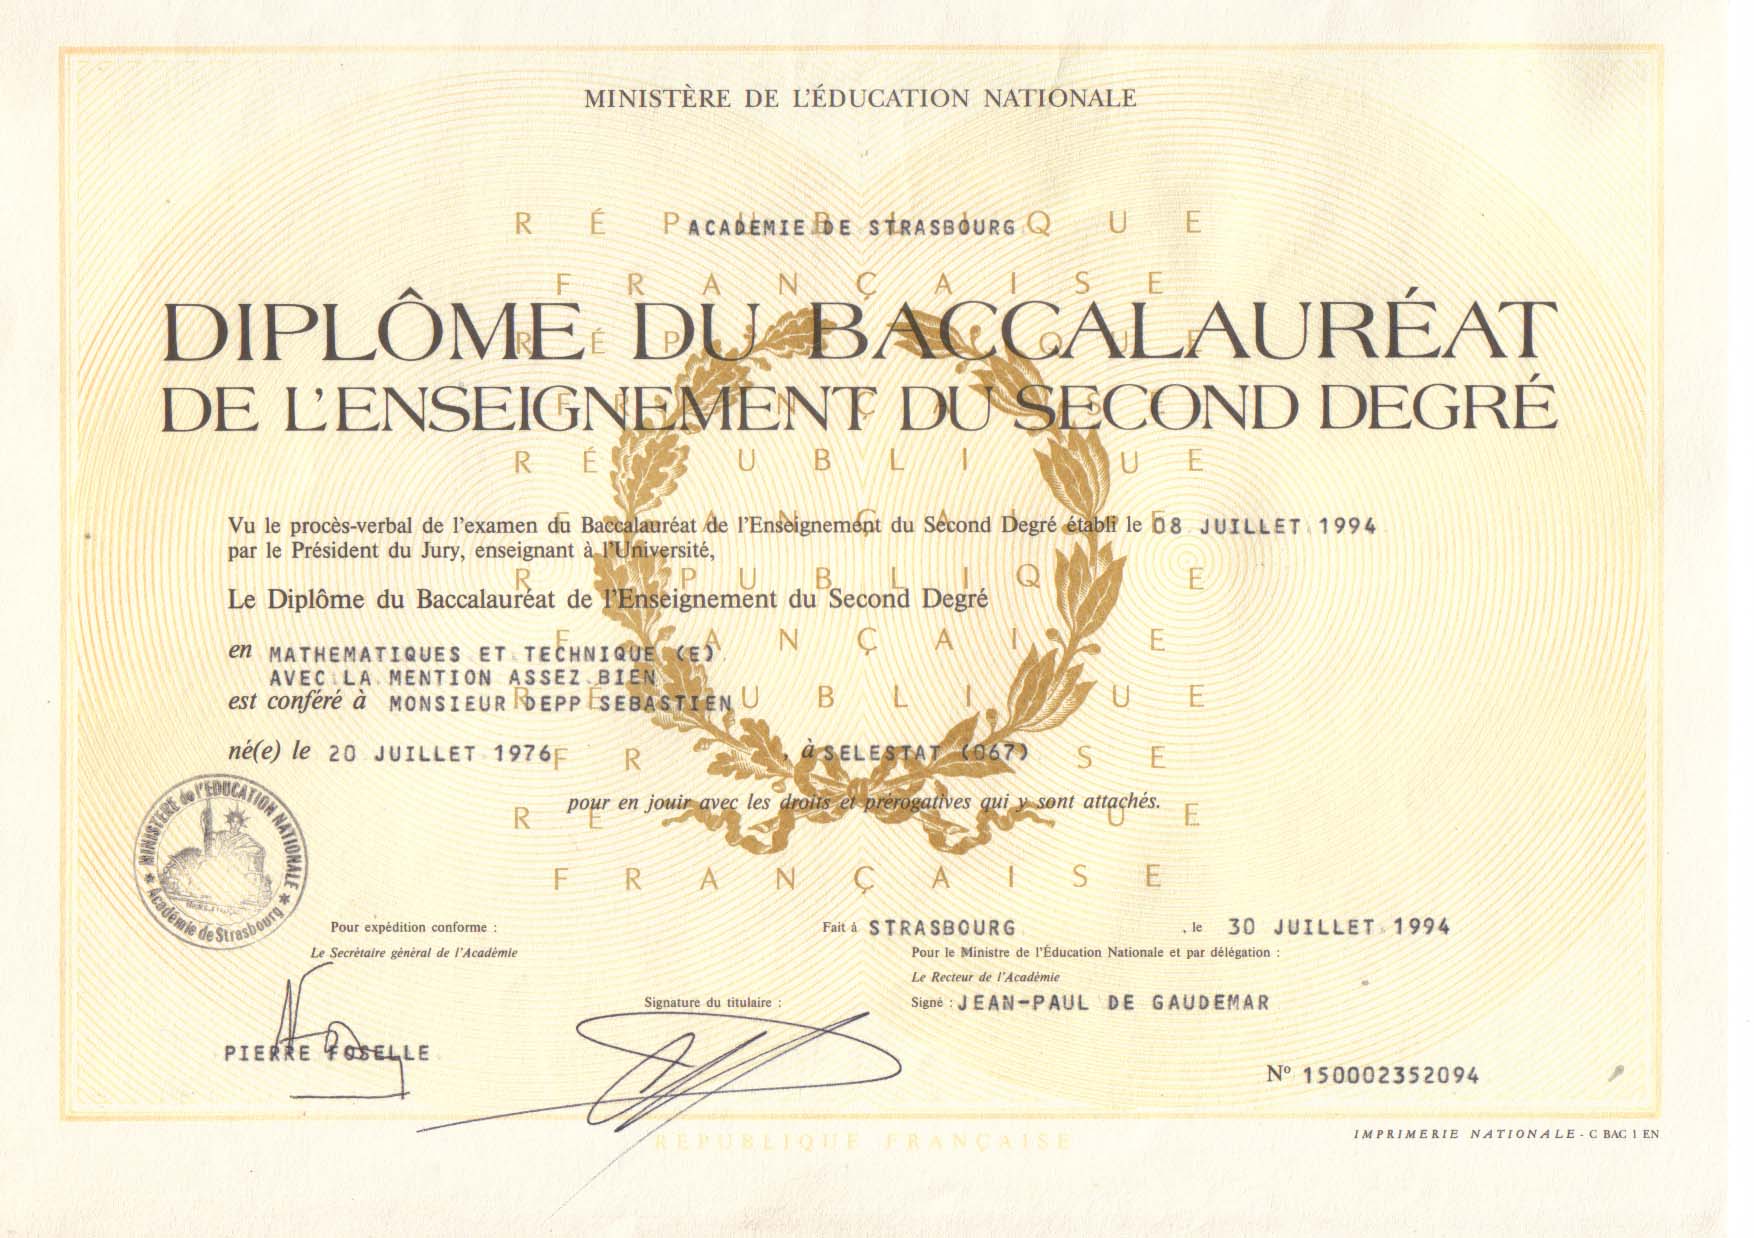 MINISTÈRE DE L'ÉDUCATION NATIONALE
RÉPUBLIQUE
ACADEMIE DE STRASBOURG
FRANÇAISE
DIPLÔME DU BACCALAURÉAT
DE L'ENSEIGNEMENT DU SECOND DEGRÉ
Vu le procès-verbal de l'examen du Baccalauréat de l'Enseignement du Second Degré établi le 08 JUILLET 1994
par le Président du Jury, enseignant à l'Université,
Le Diplôme du Baccalauréat de l'Enseignement du Second Degré
en MATHEMATIQUES ET TECHNIQUE (E)
AVEC LA MENTION ASSEZ BIEN
est conféré à MONSIEUR DEPP SEBASTIEN
né(e) le 20 JUILLET 1976, à SELESTAT (067)
pour en jouir avec les droits et prérogatives qui y sont attachés.
FRANÇAISE
MINISTÈRE de l'EDUCATION NATIONALE
Académie de Strasbourg
Pour expédition conforme :
Le Secrétaire général de l'Académie
PIERRE FOSELLE
Signature du titulaire :
Fait à STRASBOURG, le 30 JUILLET 1994
Pour le Ministre de l'Éducation Nationale et par délégation :
Le Recteur de l'Académie
Signé : JEAN-PAUL DE GAUDEMAR
Nº 150002352094
RÉPUBLIQUE FRANÇAISE
IMPRIMERIE NATIONALE - C BAC 1 EN